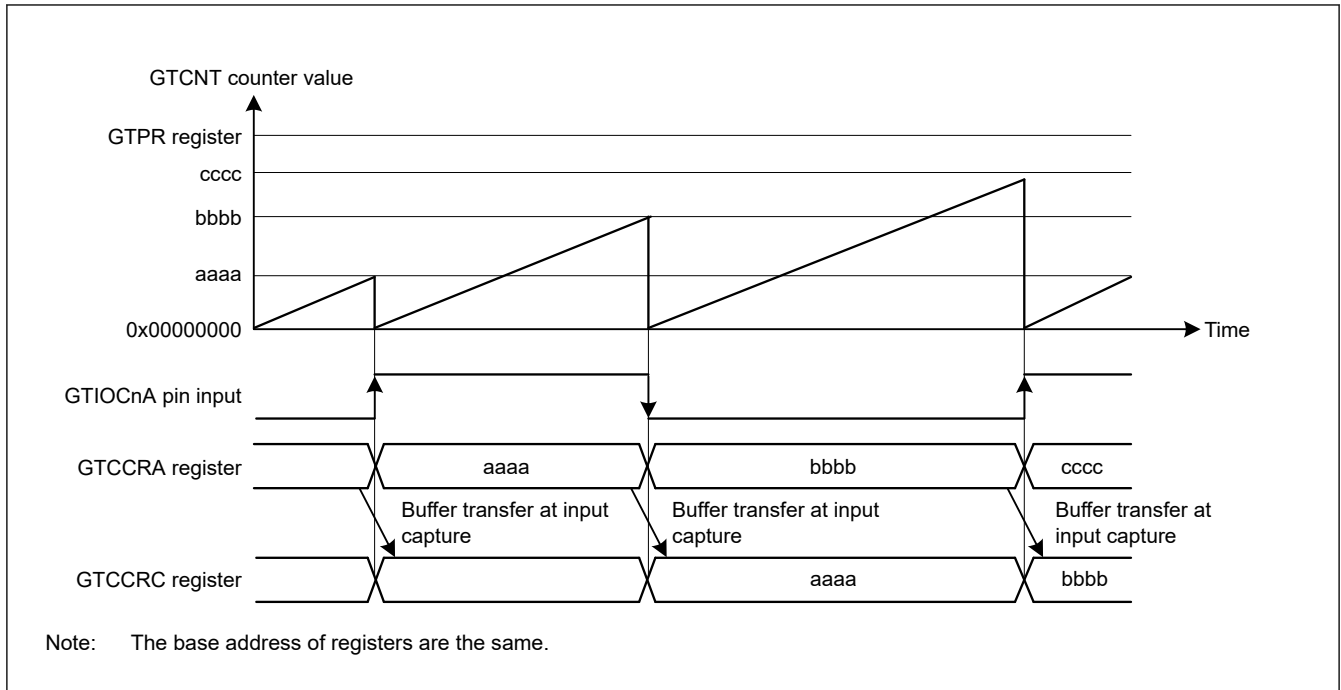 GTCNT counter value
GTPR register
cccc
bbbb
aaaa
0x00000000
Time
GTIOCnA pin input
GTCCRA register
aaaa
bbbb
cccc
Buffer transfer at input
capture
Buffer transfer at input
capture
Buffer transfer at
input capture
GTCCRC register
aaaa
bbbb
Note: The base address of registers are the same.